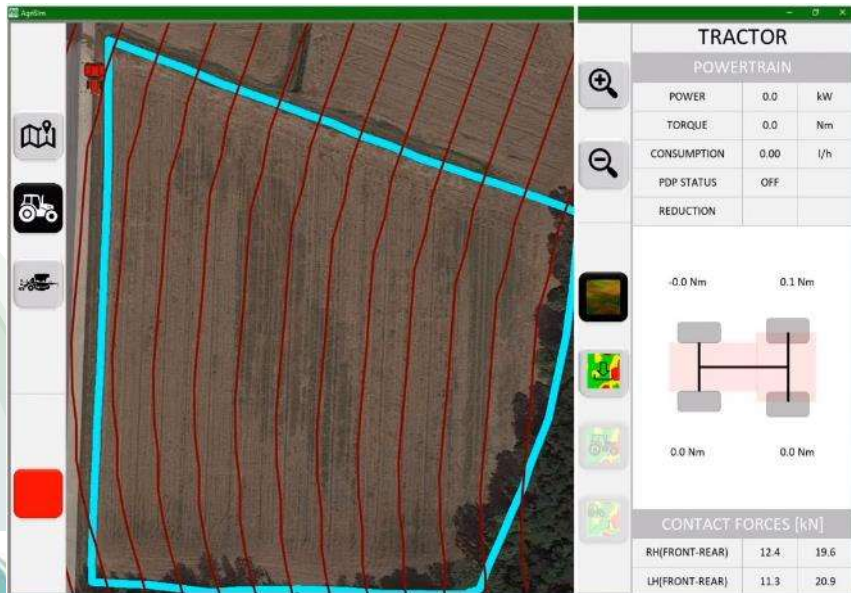 AgriSim
TRACTOR
POWERTRAIN
POWER 0.0 kW
TORQUE 0.0 Nm
CONSUMPTION 0.00 l/h
PDP STATUS OFF
REDUCTION
-0.0 Nm 0.1 Nm
0.0 Nm 0.0 Nm
CONTACT FORCES [kN]
RH(FRONT-REAR) 12.4 19.6
LH(FRONT-REAR) 11.3 20.9